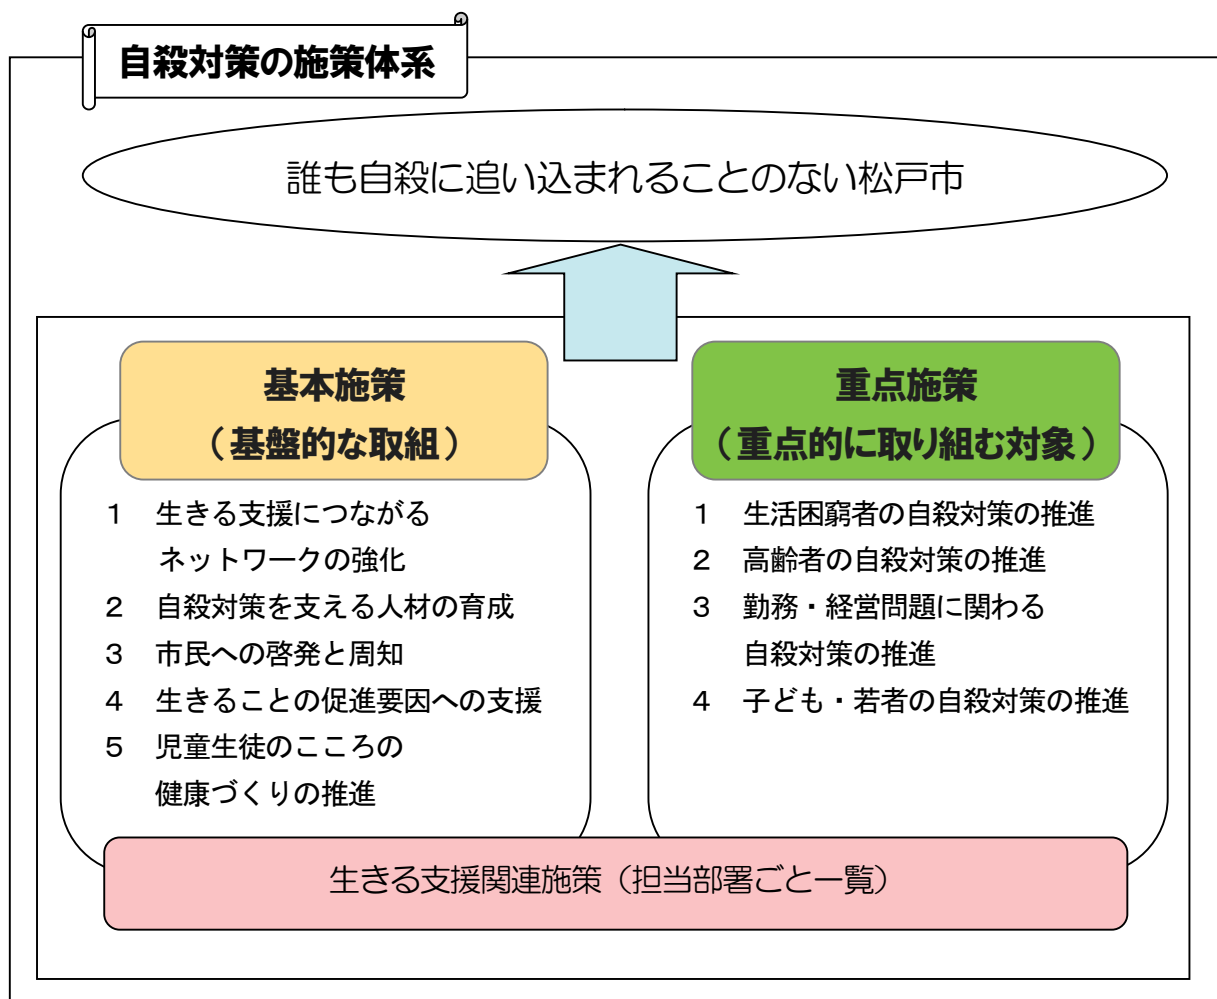 自殺対策の施策体系
誰も自殺に追い込まれることのない松戸市
基本施策
（基盤的な取組）
1　生きる支援につながる
ネットワークの強化
2　自殺対策を支える人材の育成
3　市民への啓発と周知
4　生きることの促進要因への支援
5　児童生徒のこころの
健康づくりの推進
重点施策
（重点的に取り組む対象）
1　生活困窮者の自殺対策の推進
2　高齢者の自殺対策の推進
3　勤務・経営問題に関わる
自殺対策の推進
4　子ども・若者の自殺対策の推進
生きる支援関連施策（担当部署ごと一覧）